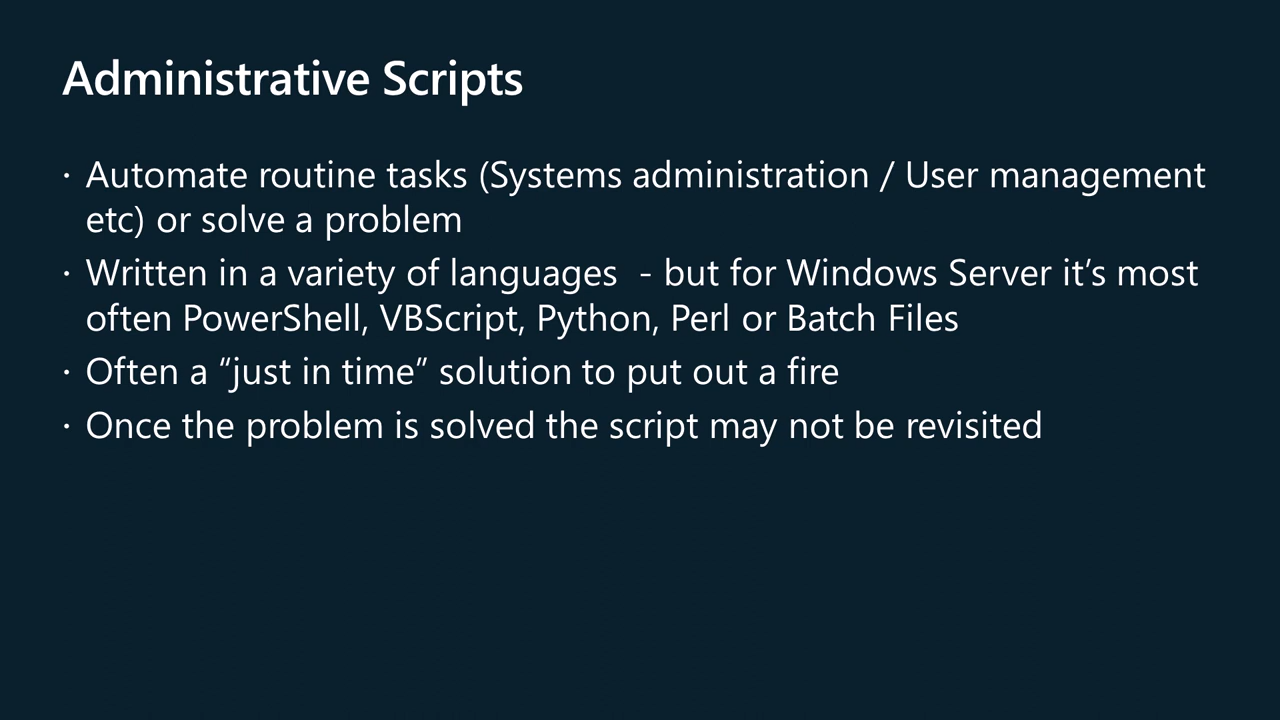 Administrative Scripts
· Automate routine tasks (Systems administration / User management
etc) or solve a problem
· Written in a variety of languages  - but for Windows Server it’s most
often PowerShell, VBScript, Python, Perl or Batch Files
· Often a “just in time” solution to put out a fire
· Once the problem is solved the script may not be revisited